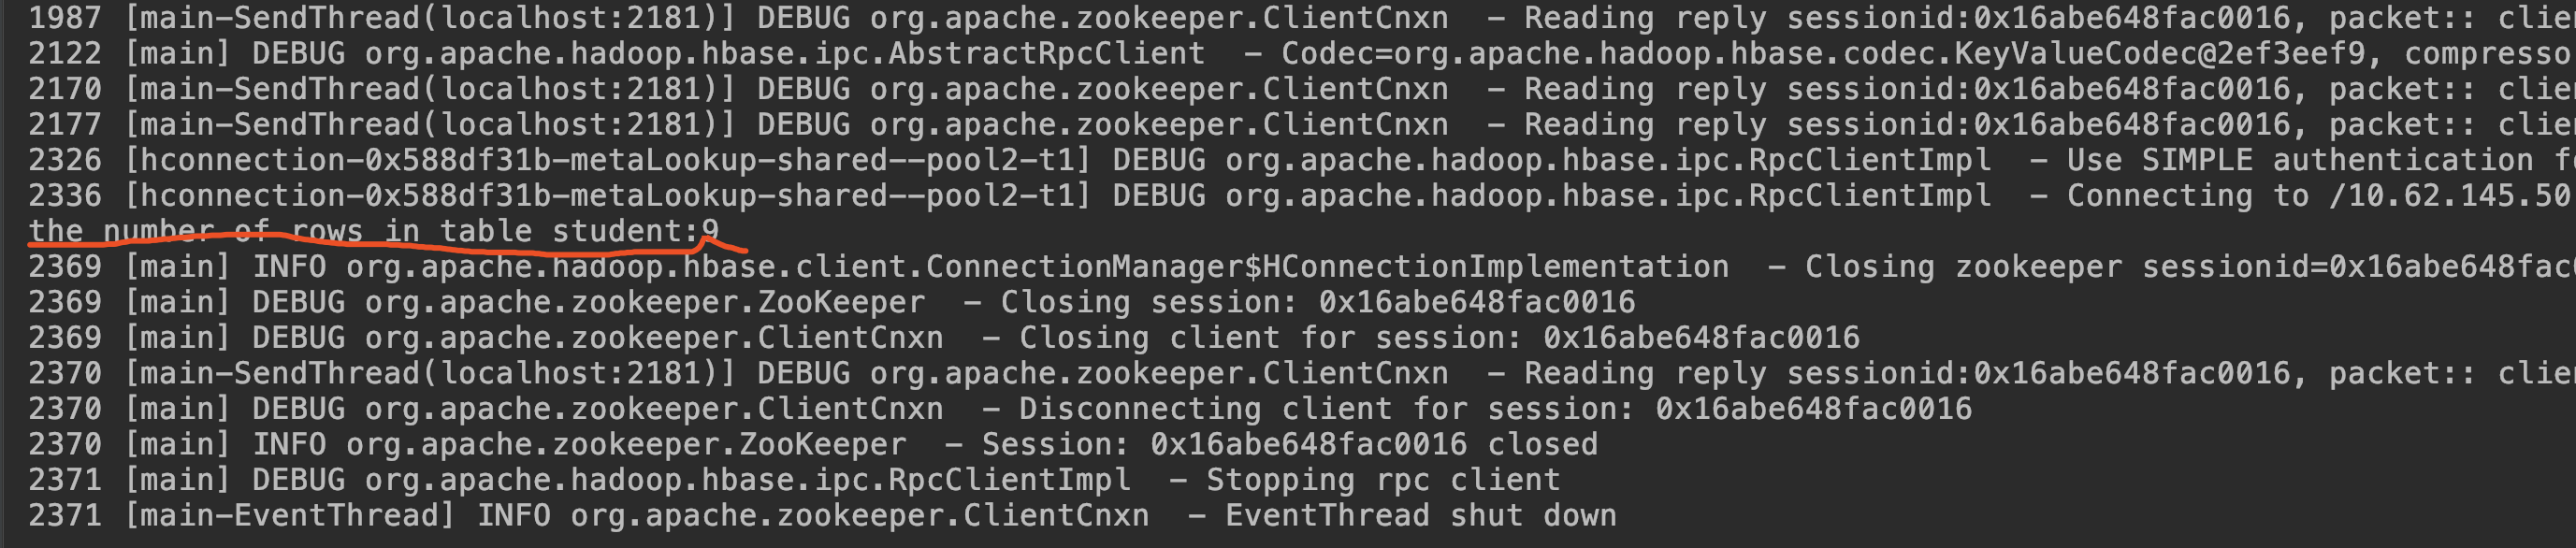 1987 [main-SendThread(localhost:2181)] DEBUG org.apache.zookeeper.ClientCnxn  - Reading reply sessionid:0x16abe648fac0016, packet:: clie
2122 [main] DEBUG org.apache.hadoop.hbase.ipc.AbstractRpcClient  - Codec=org.apache.hadoop.hbase.codec.KeyValueCodec@2ef3eef9, compresso
2170 [main-SendThread(localhost:2181)] DEBUG org.apache.zookeeper.ClientCnxn  - Reading reply sessionid:0x16abe648fac0016, packet:: clie
2177 [main-SendThread(localhost:2181)] DEBUG org.apache.zookeeper.ClientCnxn  - Reading reply sessionid:0x16abe648fac0016, packet:: clie
2326 [hconnection-0x588df31b-metaLookup-shared--pool2-t1] DEBUG org.apache.hadoop.hbase.ipc.RpcClientImpl  - Use SIMPLE authentication fo
2336 [hconnection-0x588df31b-metaLookup-shared--pool2-t1] DEBUG org.apache.hadoop.hbase.ipc.RpcClientImpl  - Connecting to /10.62.145.50
the number of rows in table student:9
2369 [main] INFO org.apache.hadoop.hbase.client.ConnectionManager$HConnectionImplementation  - Closing zookeeper sessionid=0x16abe648fac0
2369 [main] DEBUG org.apache.zookeeper.ZooKeeper  - Closing session: 0x16abe648fac0016
2369 [main] DEBUG org.apache.zookeeper.ClientCnxn  - Closing client for session: 0x16abe648fac0016
2370 [main-SendThread(localhost:2181)] DEBUG org.apache.zookeeper.ClientCnxn  - Reading reply sessionid:0x16abe648fac0016, packet:: clie
2370 [main] DEBUG org.apache.zookeeper.ClientCnxn  - Disconnecting client for session: 0x16abe648fac0016
2370 [main] INFO org.apache.zookeeper.ZooKeeper  - Session: 0x16abe648fac0016 closed
2371 [main] DEBUG org.apache.hadoop.hbase.ipc.RpcClientImpl  - Stopping rpc client
2371 [main-EventThread] INFO org.apache.zookeeper.ClientCnxn  - EventThread shut down